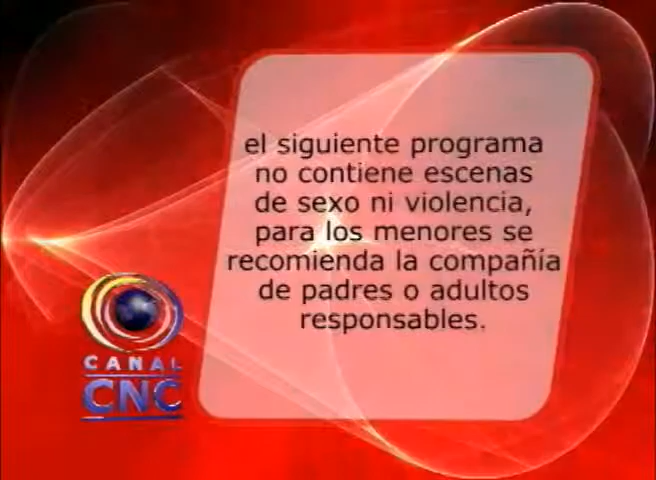 el siguiente programa
no contiene escenas
de sexo ni violencia,
para los menores se
recomienda la compañía
de padres o adultos
responsables.
CANAL
CNC